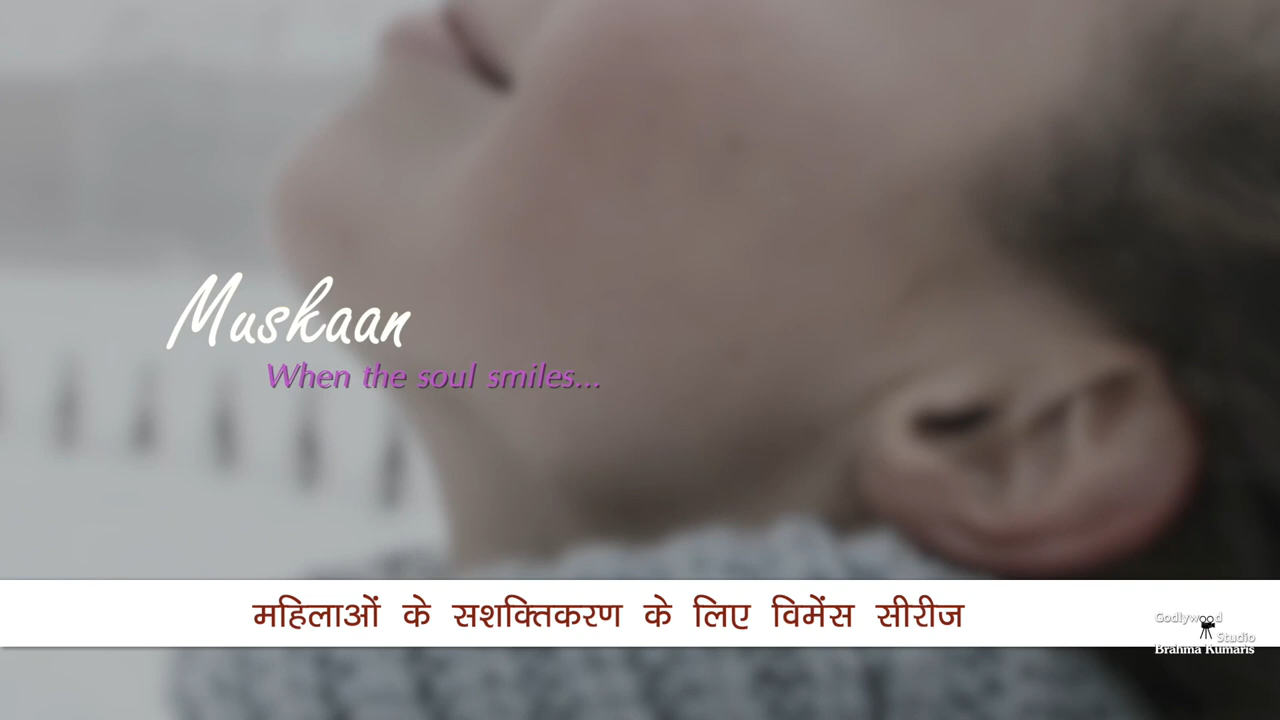 Muskaan
When the soul smiles...
महिलाओं के सशक्तिकरण के लिए विमेंस सीरीज
Godlywood
Studio
Brahma Kumaris